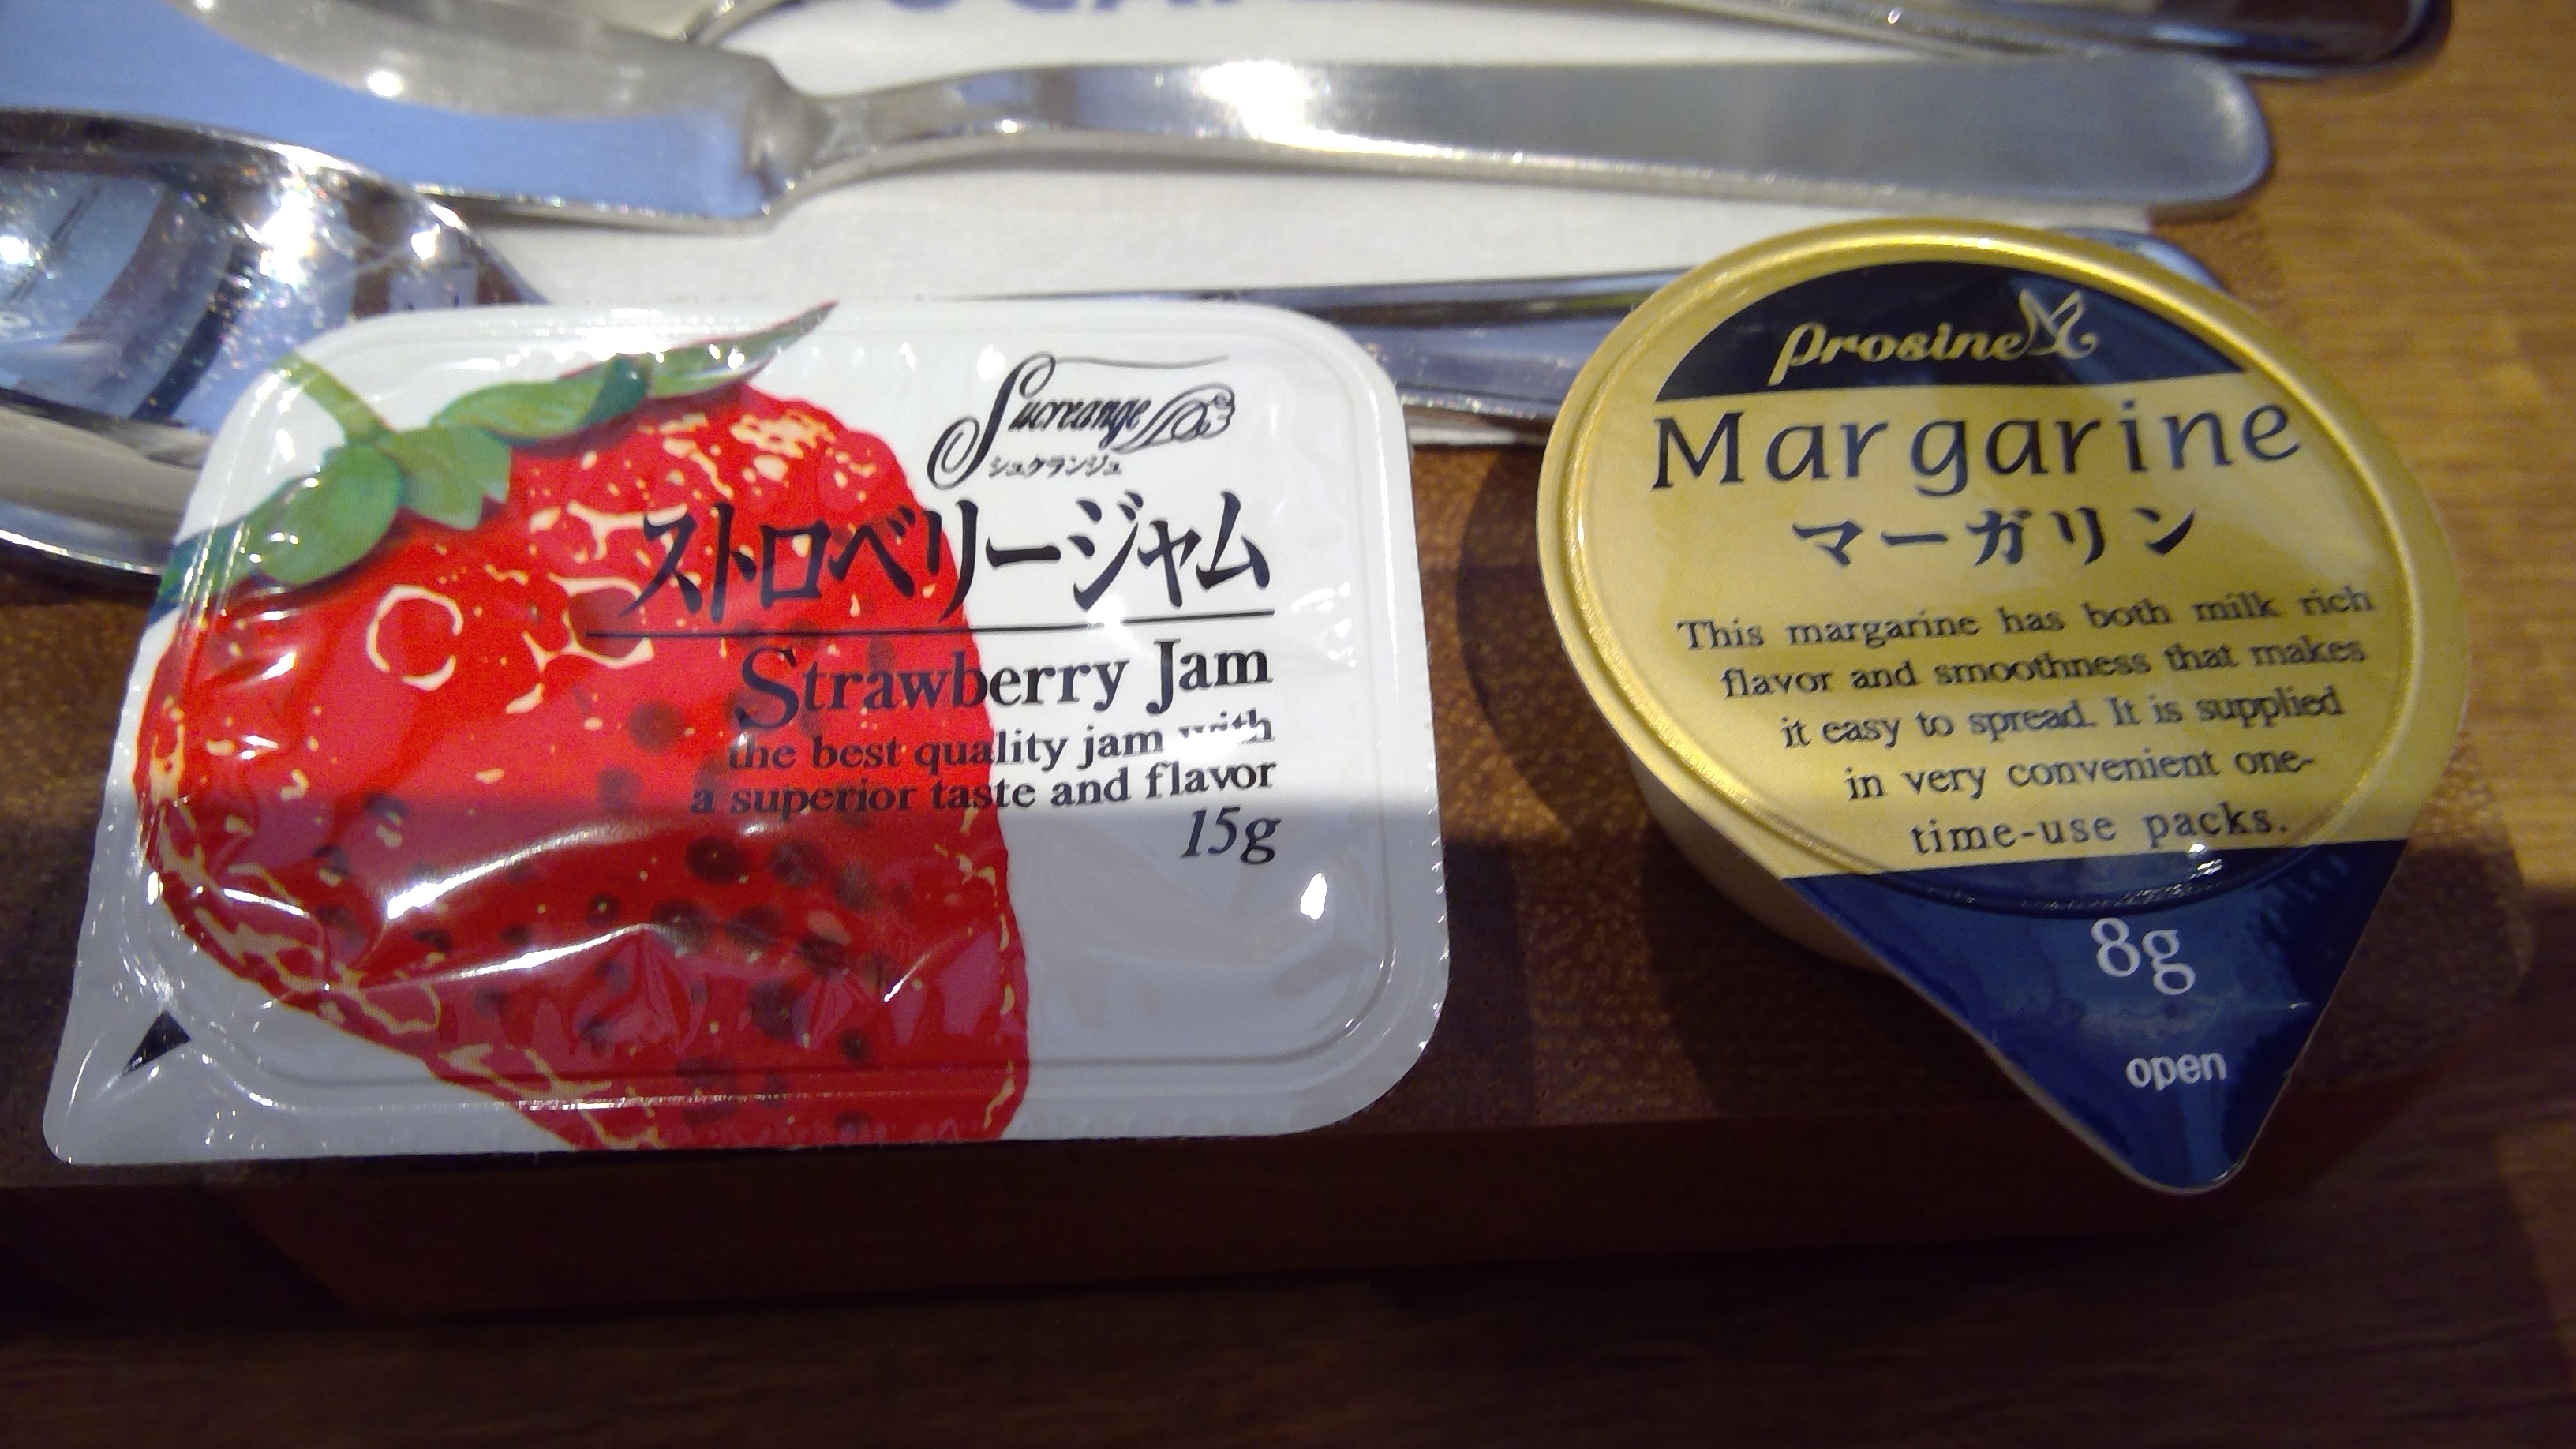 Sucreange
シュクランジュ
ストロベリージャム
Strawberry Jam
the best quality jam with
a superior taste and flavor
15g
prosine
Margarine
マーガリン
This margarine has both milk rich
flavor and smoothness that makes
it easy to spread. It is supplied
in very convenient one-
time-use packs.
8g
open